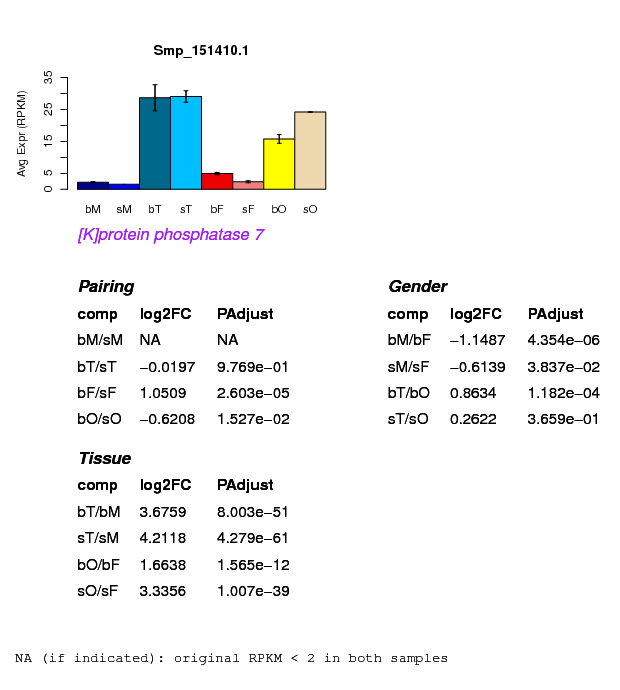 Smp_151410.1
Avg Expr (RPKM)
35
25
15
5
0
bM sM bT sT bF sF bO sO
[K]protein phosphatase 7
Pairing
comp log2FC PAdjust
bM/sM NA NA
bT/sT −0.0197 9.769e−01
bF/sF 1.0509 2.603e−05
bO/sO −0.6208 1.527e−02
Gender
comp log2FC PAdjust
bM/bF −1.1487 4.354e−06
sM/sF −0.6139 3.837e−02
bT/bO 0.8634 1.182e−04
sT/sO 0.2622 3.659e−01
Tissue
comp log2FC PAdjust
bT/bM 3.6759 8.003e−51
sT/sM 4.2118 4.279e−61
bO/bF 1.6638 1.565e−12
sO/sF 3.3356 1.007e−39
NA (if indicated): original RPKM < 2 in both samples